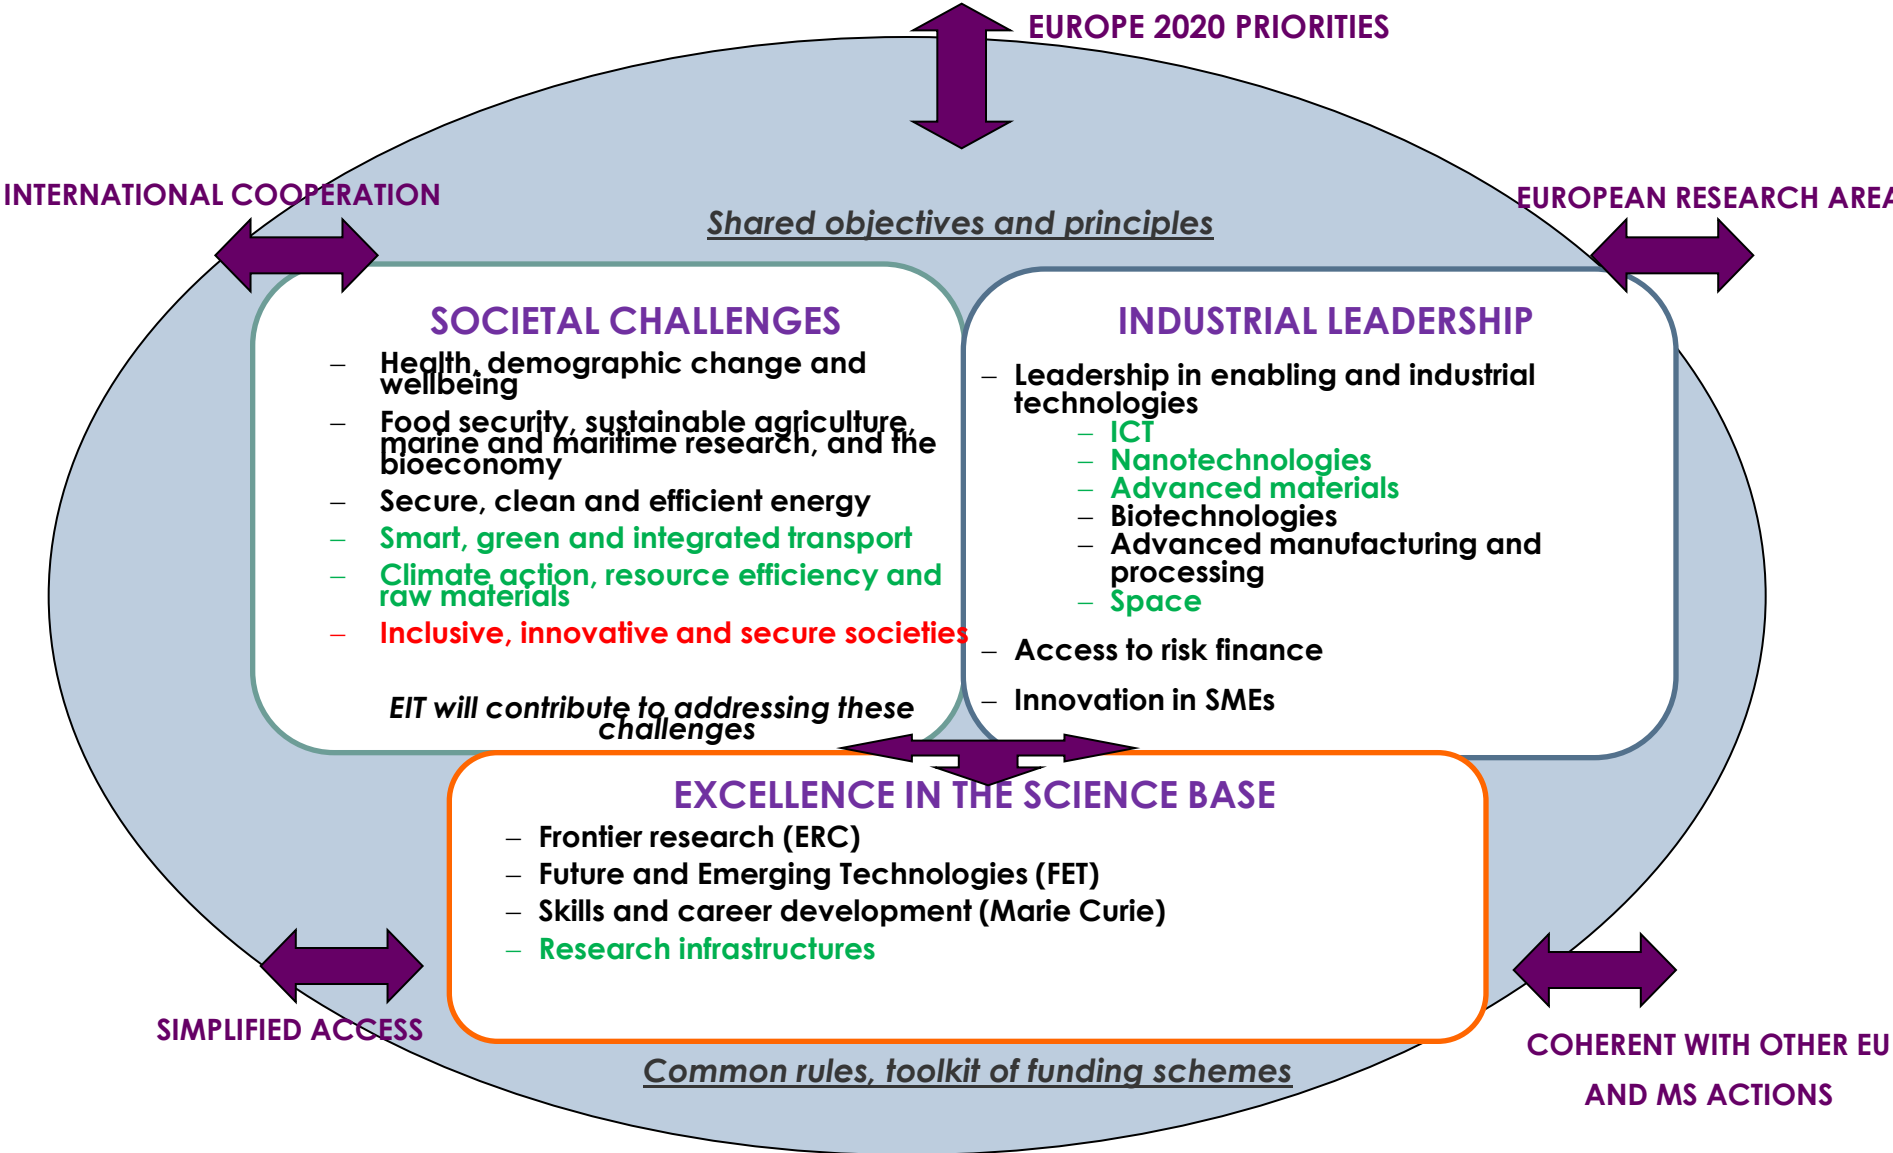 EUROPE 2020 PRIORITIES
INTERNATIONAL COOPERATION
EUROPEAN RESEARCH AREA
Shared objectives and principles
SOCIETAL CHALLENGES
– Health, demographic change and
wellbeing
– Food security, sustainable agriculture,
marine and maritime research, and the
bioeconomy
– Secure, clean and efficient energy
– Smart, green and integrated transport
– Climate action, resource efficiency and
raw materials
– Inclusive, innovative and secure societies
EIT will contribute to addressing these
challenges
INDUSTRIAL LEADERSHIP
– Leadership in enabling and industrial
technologies
– ICT
– Nanotechnologies
– Advanced materials
– Biotechnologies
– Advanced manufacturing and
processing
– Space
– Access to risk finance
– Innovation in SMEs
EXCELLENCE IN THE SCIENCE BASE
– Frontier research (ERC)
– Future and Emerging Technologies (FET)
– Skills and career development (Marie Curie)
– Research infrastructures
SIMPLIFIED ACCESS
COHERENT WITH OTHER EU
AND MS ACTIONS
Common rules, toolkit of funding schemes